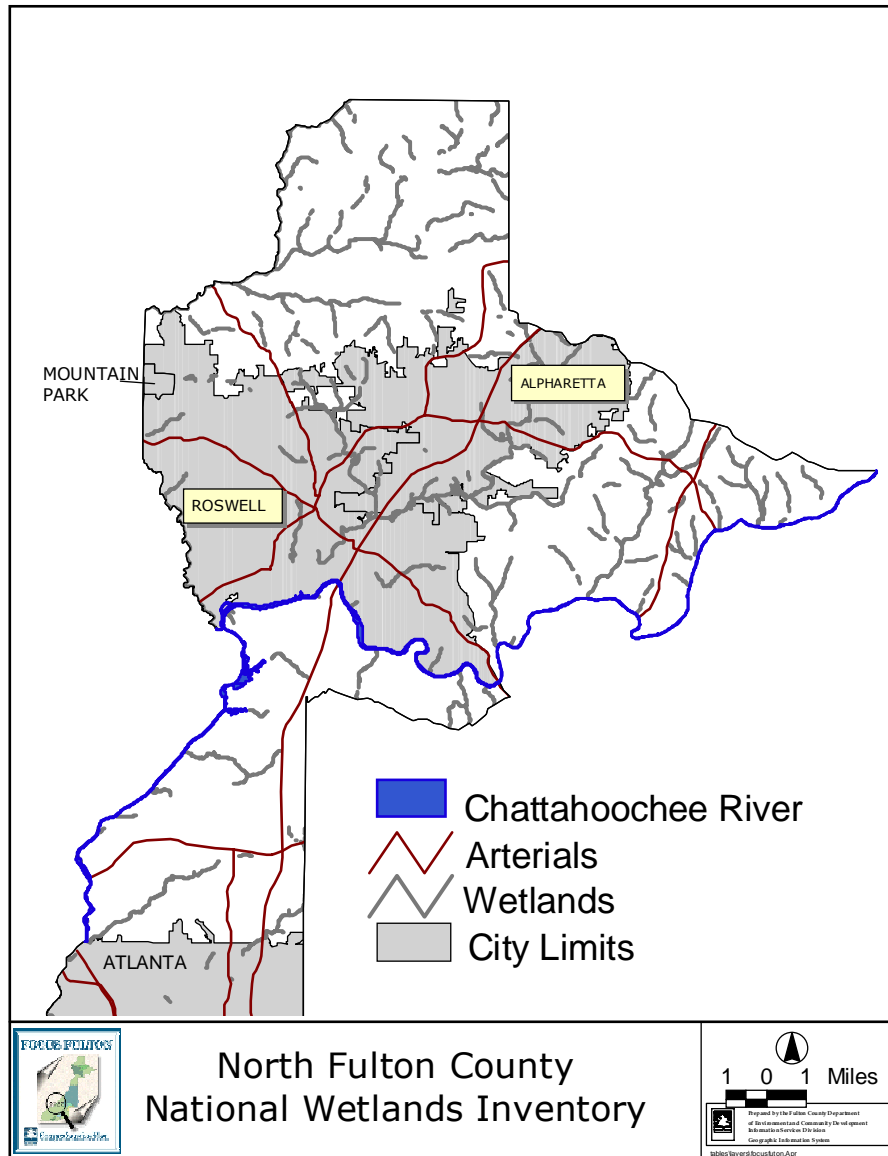 MOUNTAIN
PARK
ALPHARETTA
ROSWELL
Chattahoochee River
Arterials
Wetlands
City Limits
ATLANTA
FOCUS FULTON
North Fulton County
National Wetlands Inventory
1 0 1 Miles
Prepared by the Fulton County Department
of Environment and Community Development
Information Services Division
Geographic Information System